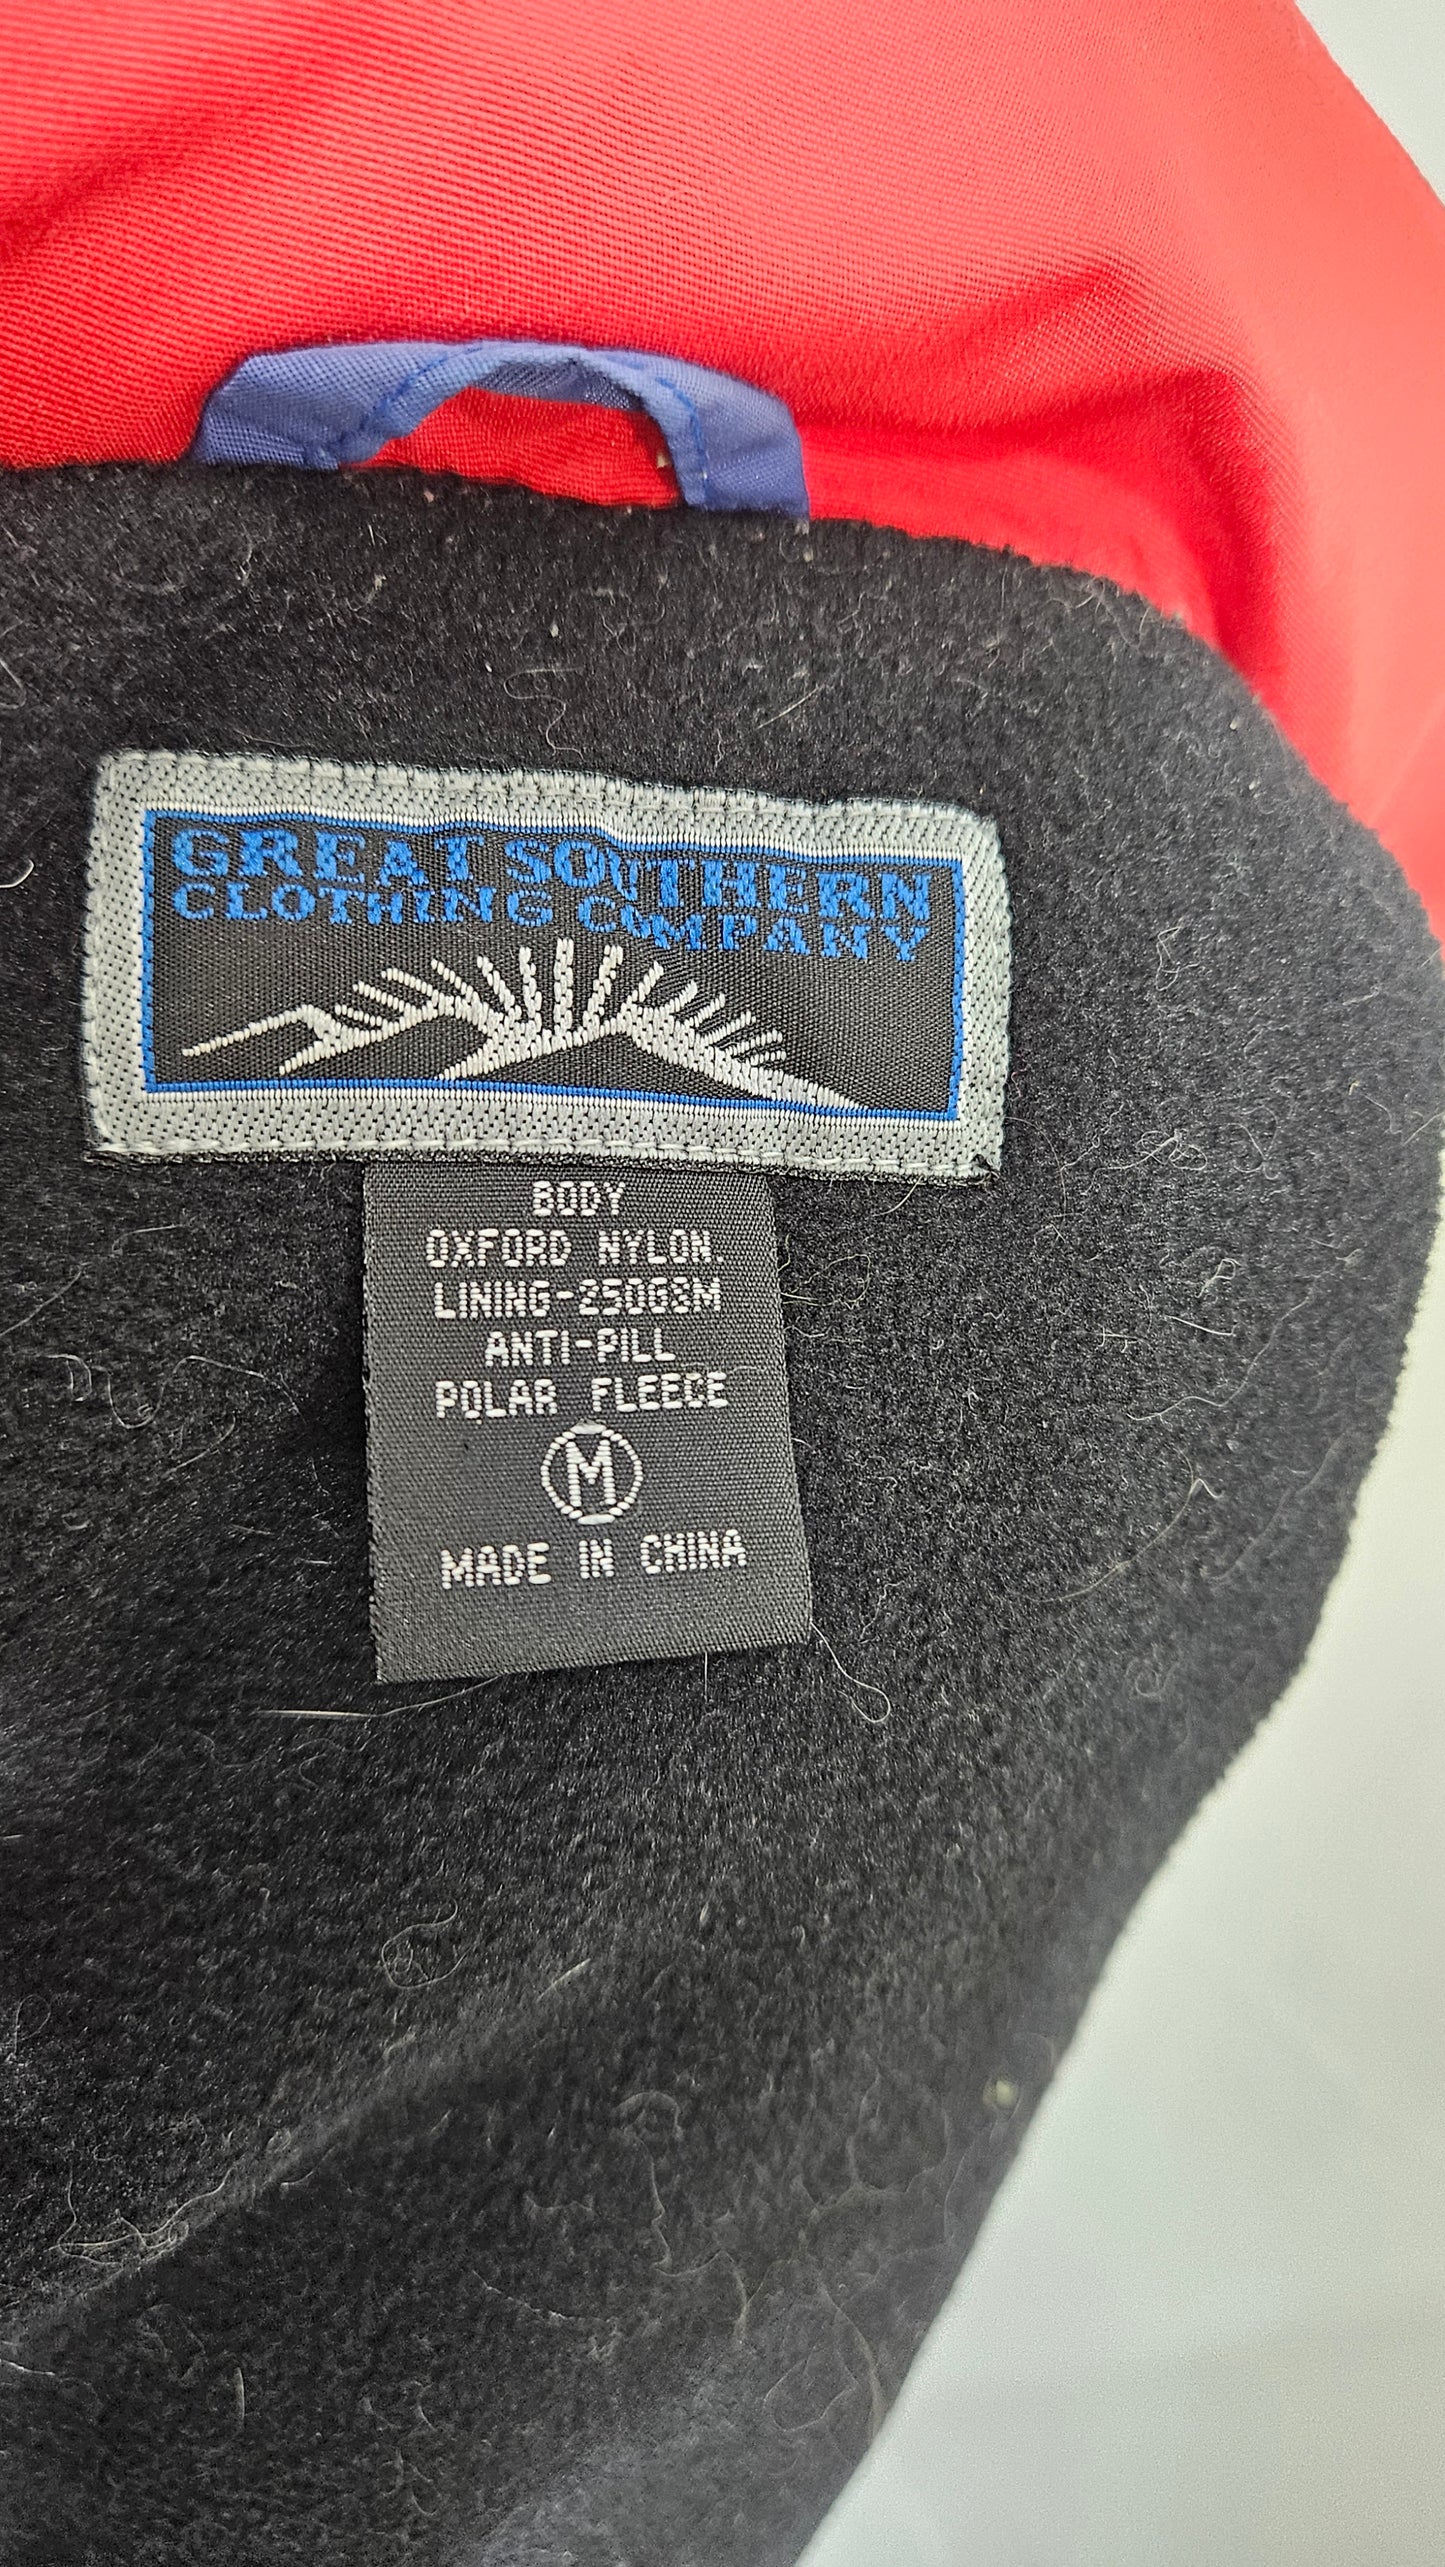 GREAT SOUTHERN
CLOTHING COMPANY
BODY
OXFORD NYLON.
LINING-250GSM
ANTI-PILL
POLAR FLEECE
M
MADE IN CHINA